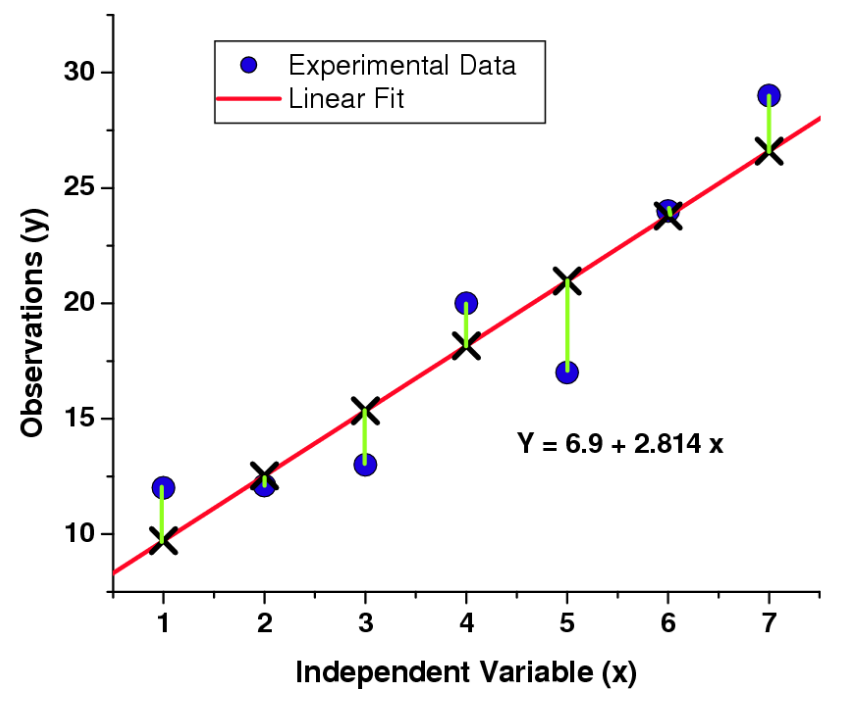 Experimental Data
Linear Fit
30
25
20
15
10
Observations (y)
Y = 6.9 + 2.814 x
1 2 3 4 5 6 7
Independent Variable (x)